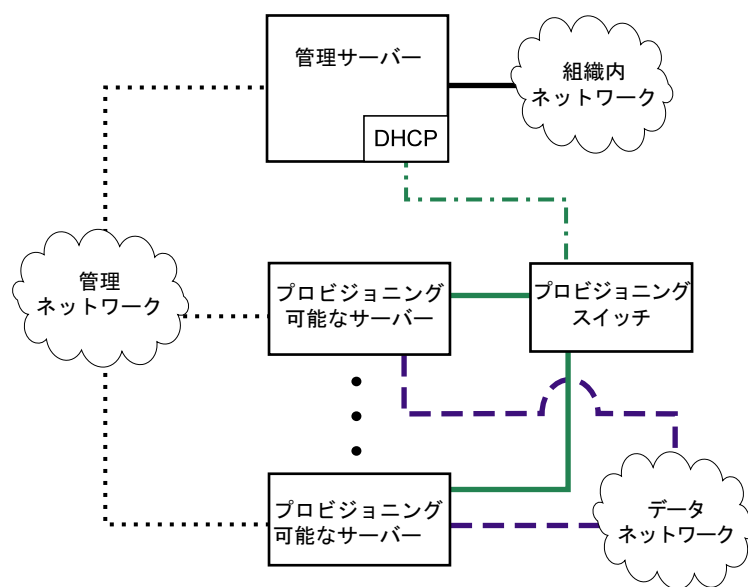 管理サーバー
組織内
ネットワーク
DHCP
管理
ネットワーク
プロビジョニング
可能なサーバー
プロビジョニング
スイッチ
プロビジョニング
可能なサーバー
データ
ネットワーク